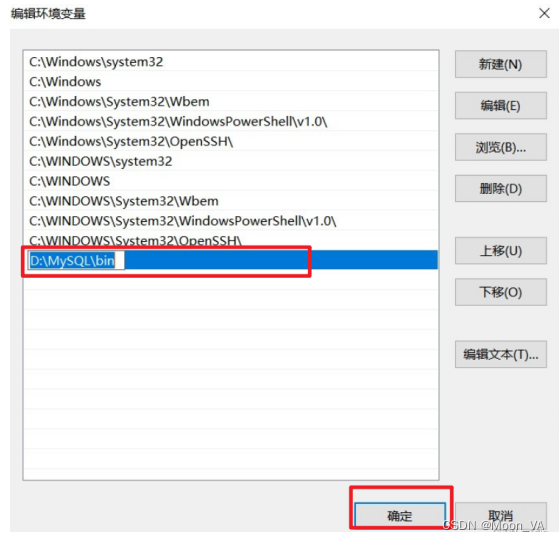 编辑环境变量
C:\Windows\system32
C:\Windows
C:\Windows\System32\Wbem
C:\Windows\System32\WindowsPowerShell\v1.0\
C:\Windows\System32\OpenSSH\
C:\WINDOWS\system32
C:\WINDOWS
C:\WINDOWS\System32\Wbem
C:\WINDOWS\System32\WindowsPowerShell\v1.0\
C:\WINDOWS\System32\OpenSSH\
D:\MySQL\bin
新建(N)
编辑(E)
浏览(B)...
删除(D)
上移(U)
下移(O)
编辑文本(T)...
确定
取消
CSDN @Moon_VA